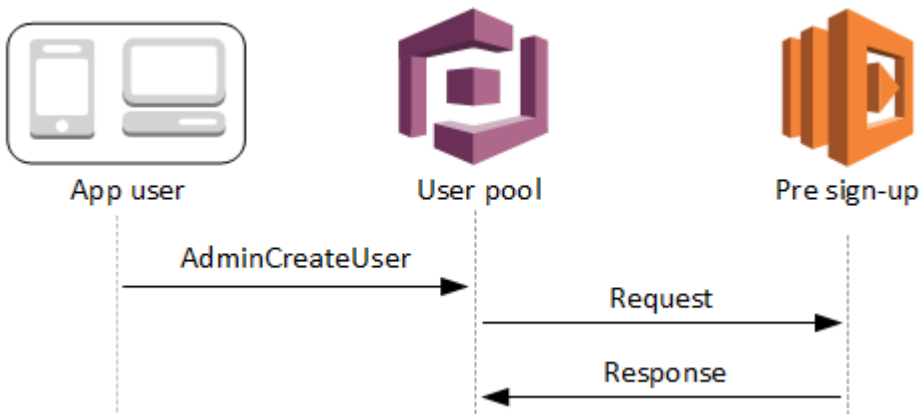 App user
User pool
Pre sign-up
AdminCreateUser
Request
Response